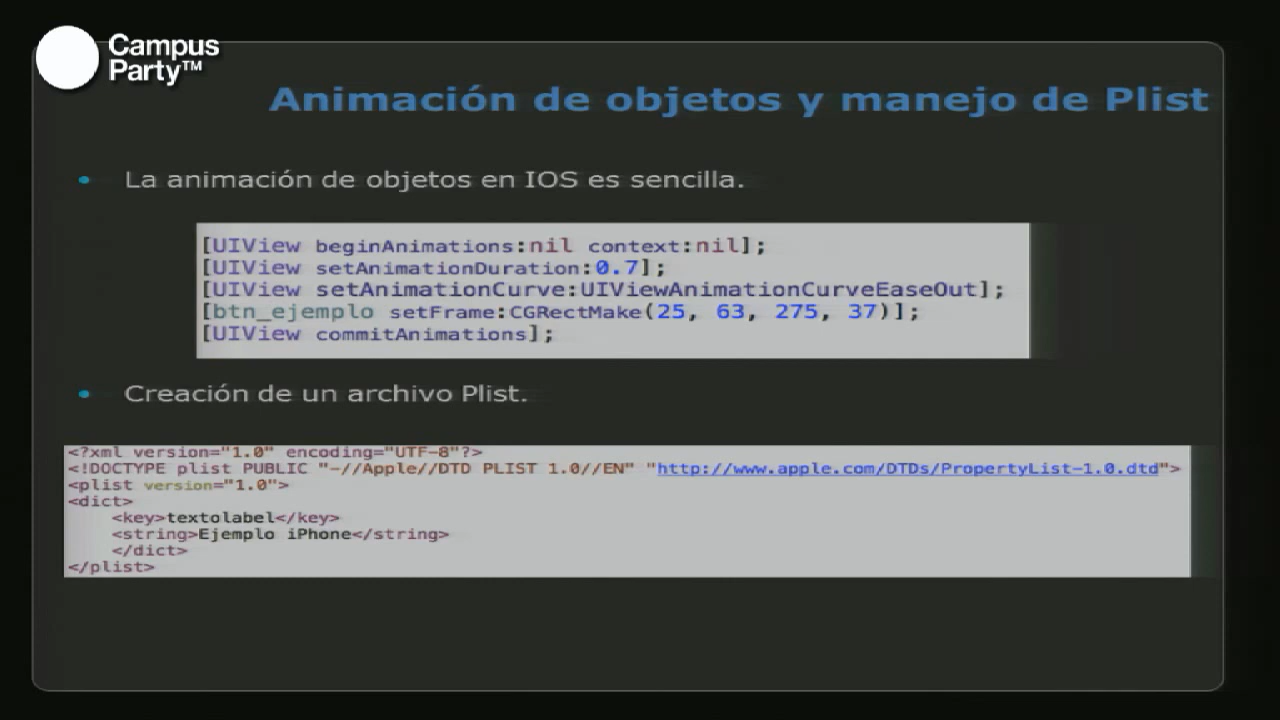 Campus
Party™
Animación de objetos y manejo de Plist
• La animación de objetos en IOS es sencilla.
[UIView beginAnimations:nil context:nil];
[UIView setAnimationDuration:0.7];
[UIView setAnimationCurve:UIViewAnimationCurveEaseOut];
[btn_ejemplo setFrame:CGRectMake(25, 63, 275, 37)];
[UIView commitAnimations];
• Creación de un archivo Plist.
<?xml version="1.0" encoding="UTF-8"?>
<!DOCTYPE plist PUBLIC "-//Apple//DTD PLIST 1.0//EN" "http://www.apple.com/DTDs/PropertyList-1.0.dtd">
<plist version="1.0">
<dict>
<key>textolabel</key>
<string>Ejemplo iPhone</string>
</dict>
</plist>